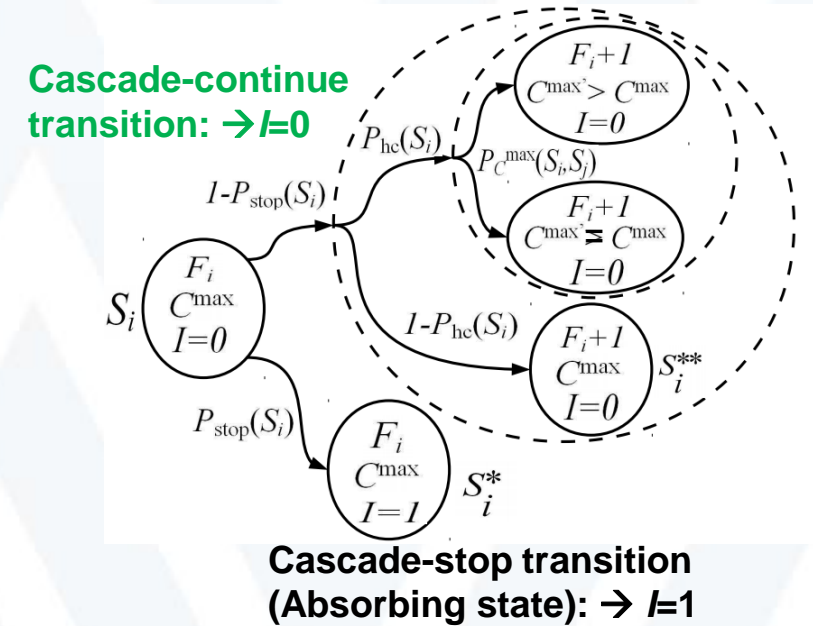 Cascade-continue
transition: →I=0
F_i+1
C^max'> C^max
I=0
P_hc(S_i)
P_C^max(S_i,S_j)
1-P_stop(S_i)
F_i+1
C^max'= C^max
I=0
S_i
F_i
C^max
I=0
1-P_hc(S_i)
F_i+1
C^max
I=0
S_i^**
P_stop(S_i)
F_i
C^max
I=1
S_i^*
Cascade-stop transition
(Absorbing state): → I=1